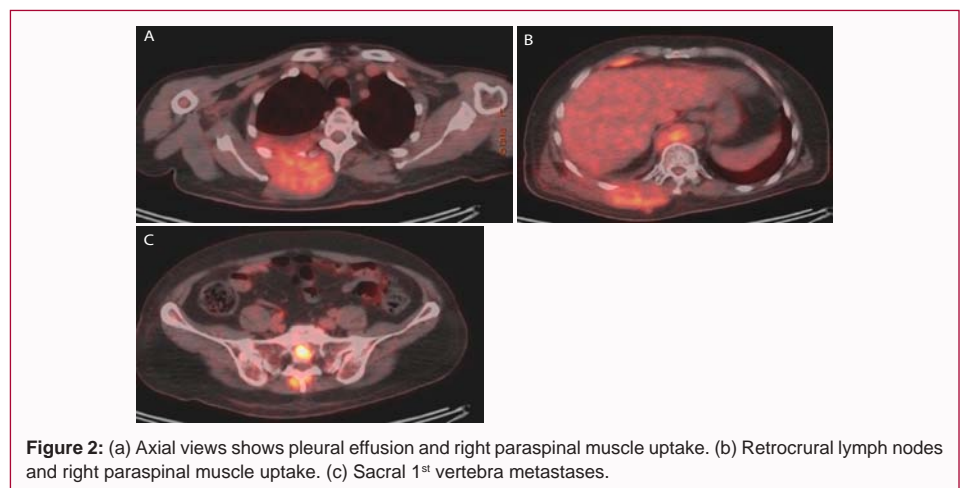 A
B
C
Figure 2: (a) Axial views shows pleural effusion and right paraspinal muscle uptake. (b) Retrocrural lymph nodes
and right paraspinal muscle uptake. (c) Sacral 1st vertebra metastases.